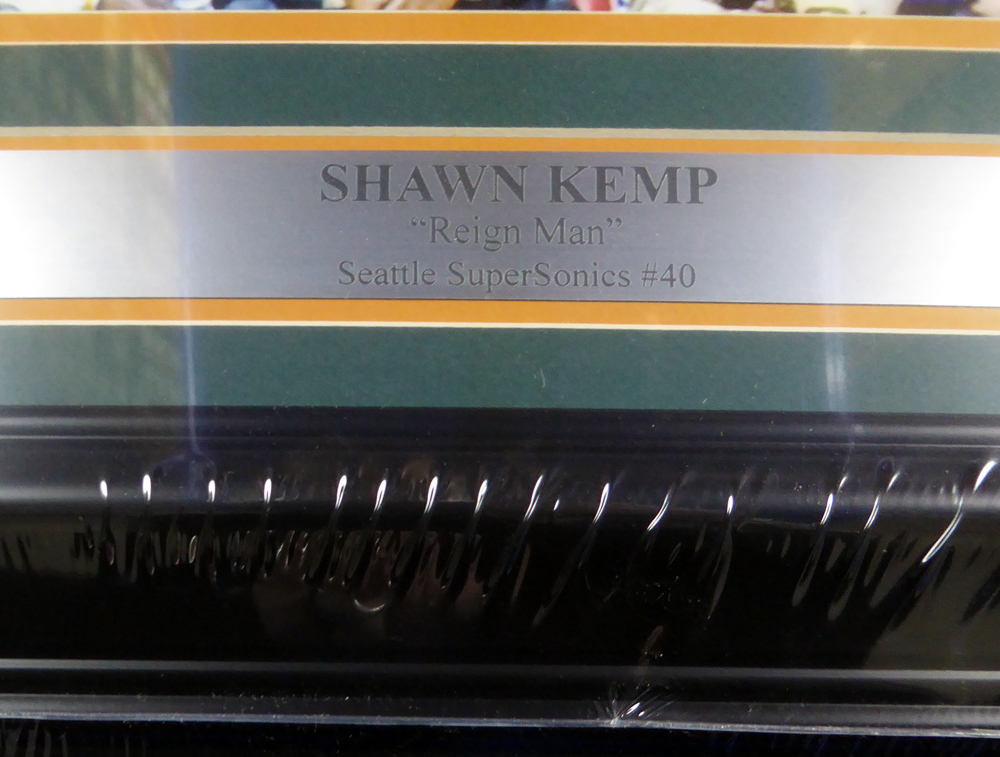 SHAWN KEMP
“Reign Man”
Seattle SuperSonics #40